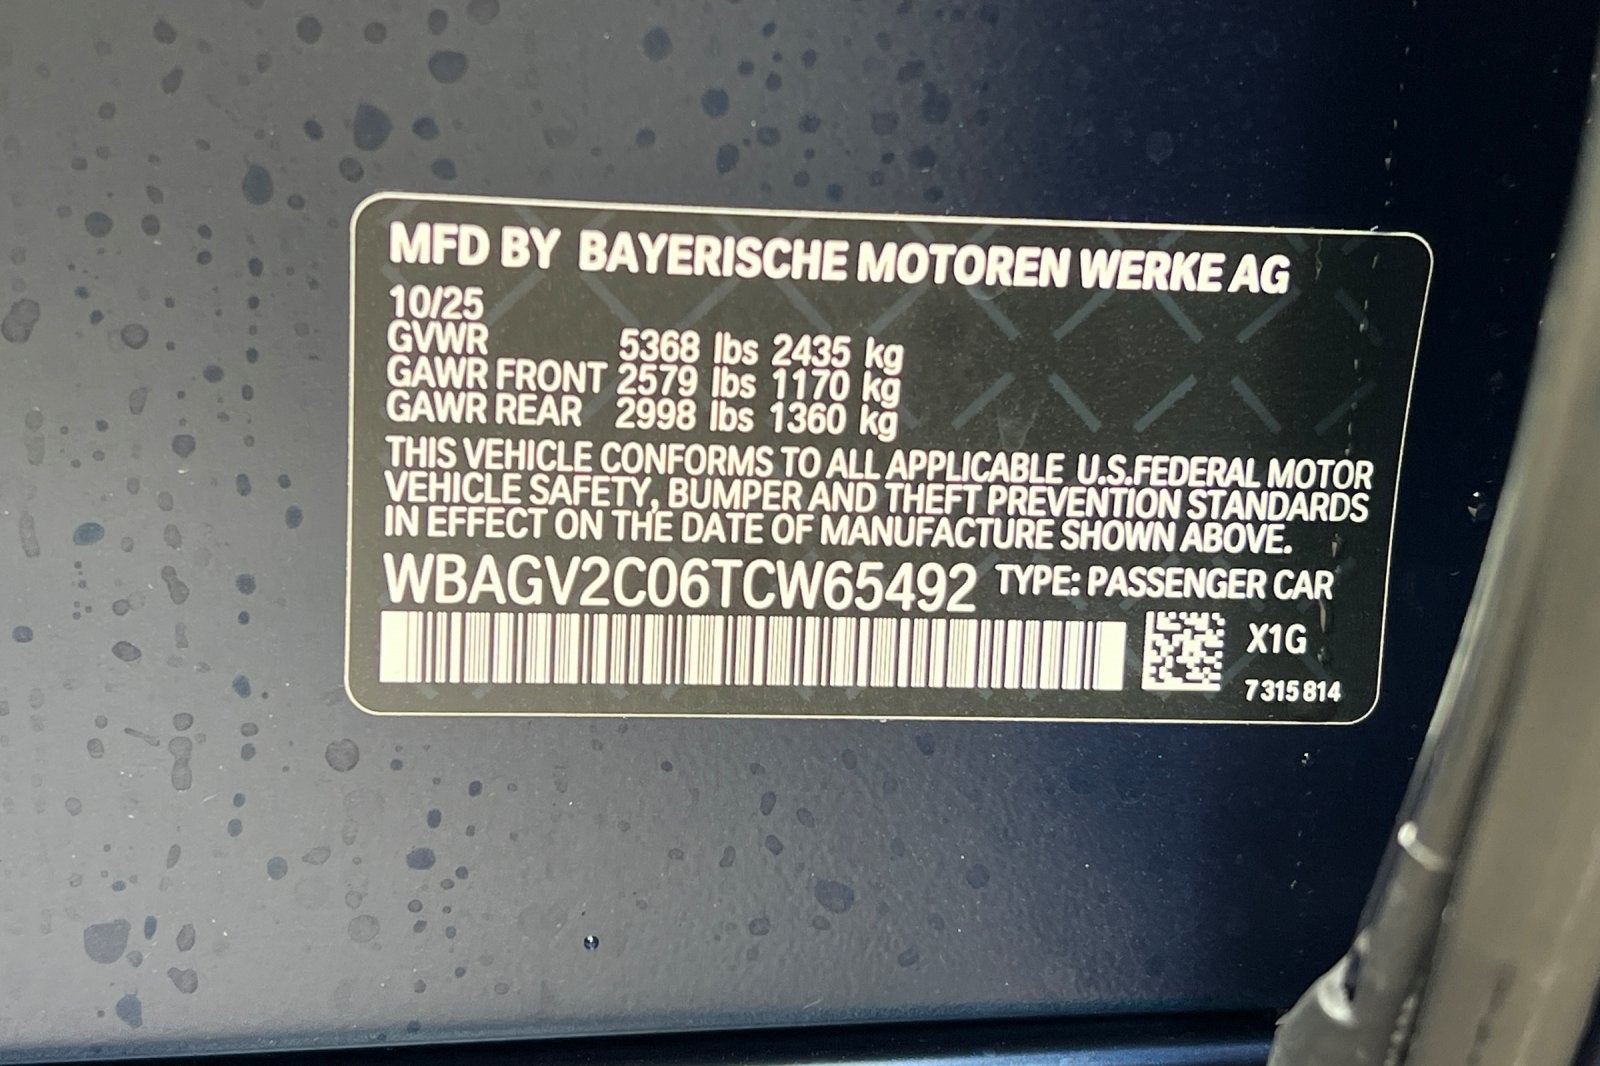 MFD BY BAYERISCHE MOTOREN WERKE AG
10/25
GVWR 5368 lbs 2435 kg
GAWR FRONT 2579 lbs 1170 kg
GAWR REAR 2998 lbs 1360 kg
THIS VEHICLE CONFORMS TO ALL APPLICABLE U.S.FEDERAL MOTOR
VEHICLE SAFETY, BUMPER AND THEFT PREVENTION STANDARDS
IN EFFECT ON THE DATE OF MANUFACTURE SHOWN ABOVE.
WBAGV2C06TCW65492 TYPE: PASSENGER CAR
X1G
7 315 814